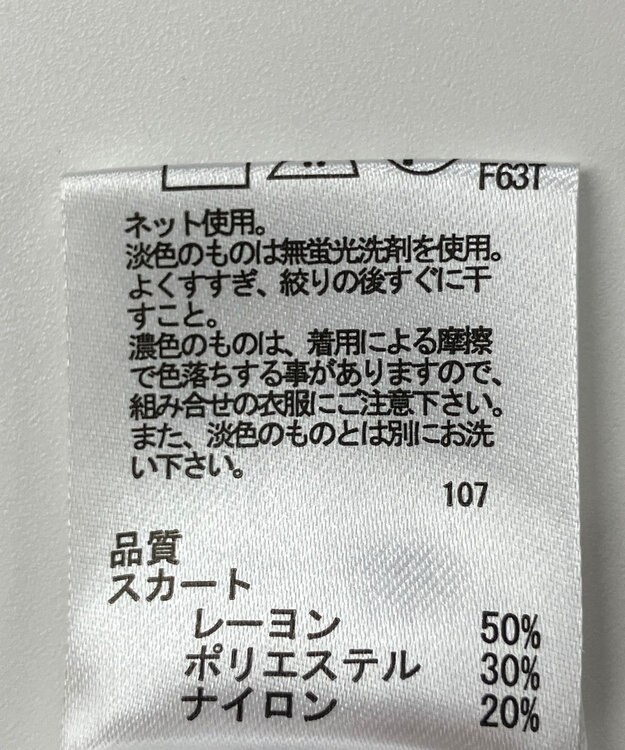 F63T
ネット使用。
淡色のものは無蛍光洗剤を使用。
よくすすぎ、絞りの後すぐに干
すこと。
濃色のものは、着用による摩擦
で色落ちする事がありますので、
組み合せの衣服にご注意下さい。
また、淡色のものとは別にお洗
い下さい。
107
品質
スカート
レーヨン 50%
ポリエステル 30%
ナイロン 20%